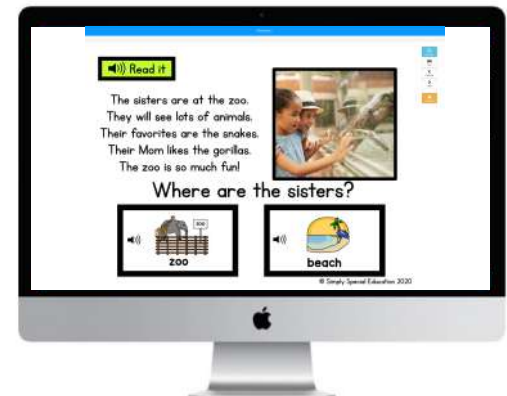 Read it
The sisters are at the zoo.
They will see lots of animals.
Their favorites are the snakes.
Their Mom likes the gorillas.
The zoo is so much fun!
Where are the sisters?
ZOO
zoo
beach
© Simply Special Education 2020